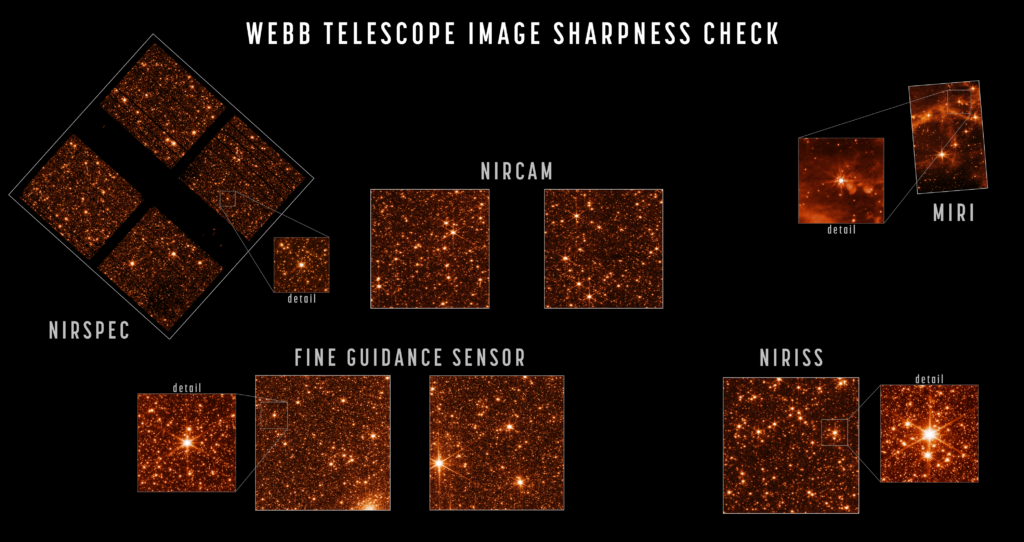 WEBB TELESCOPE IMAGE SHARPNESS CHECK
NIRCAM
MIRI
detail
detail
NIRSPEC
FINE GUIDANCE SENSOR
NIRISS
detail
detail